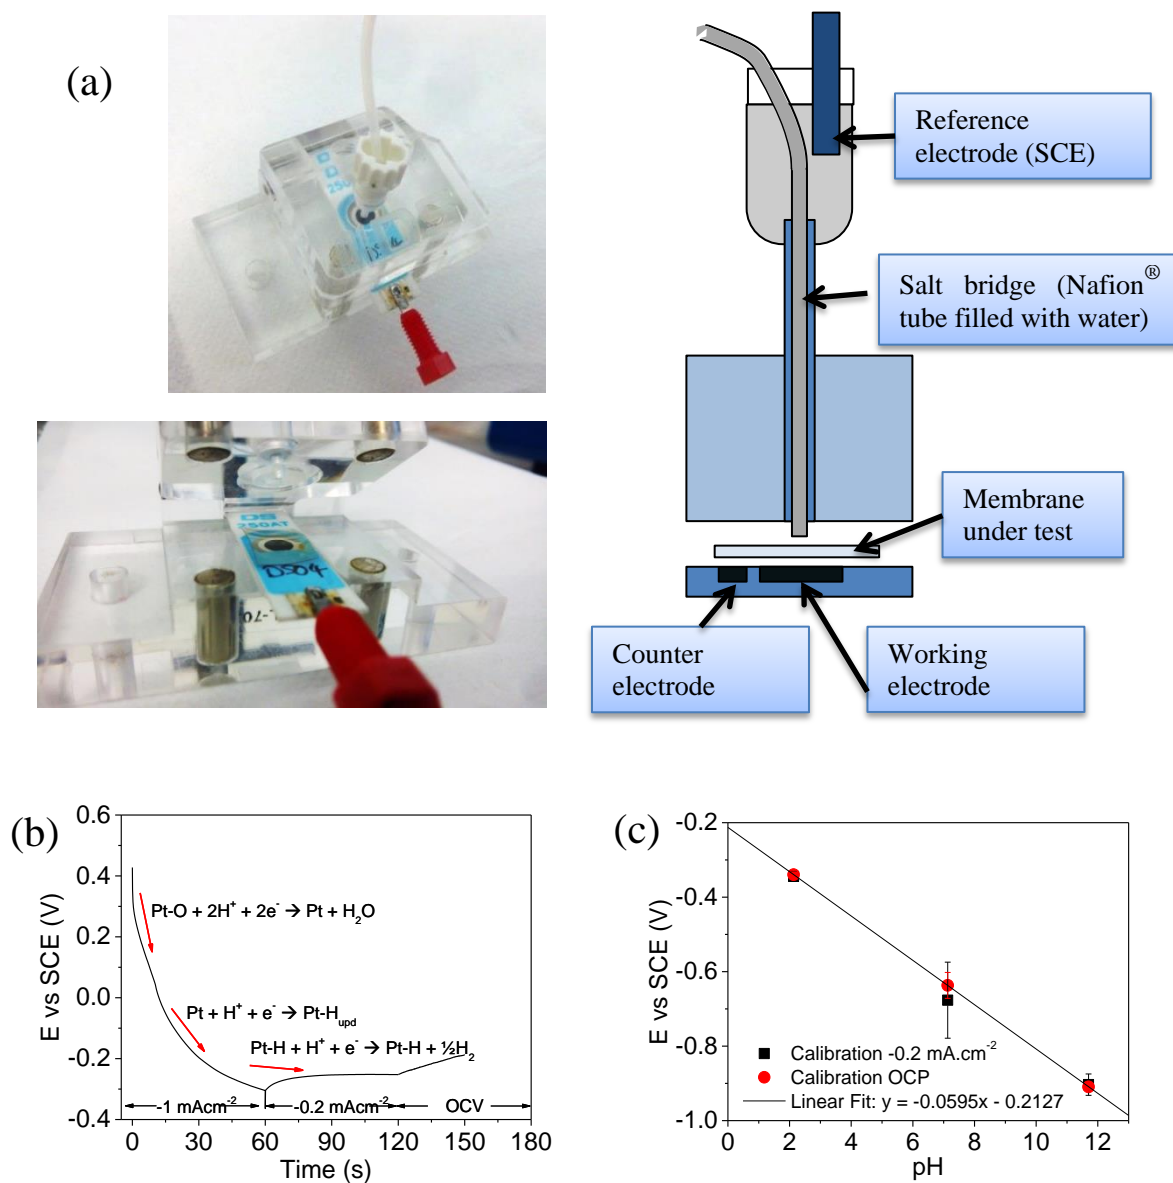 (a)
250
DS04
DS
250AT
DS04
Reference
electrode (SCE)
Salt bridge (Nafion®
tube filled with water)
Membrane
under test
Counter
electrode
Working
electrode
(b)
E vs SCE (V)
0.6
0.4
0.2
0.0
-0.2
-0.4
Pt-O + 2H⁺ + 2e⁻ → Pt + H₂O
Pt + H⁺ + e⁻ → Pt-Hupd
Pt-H + H⁺ + e⁻ → Pt-H + ½H₂
-1 mAcm⁻²
-0.2 mAcm⁻²
OCV
0 30 60 90 120 150 180
Time (s)
(c)
E vs SCE (V)
-0.2
-0.4
-0.6
-0.8
-1.0
Calibration -0.2 mA.cm⁻²
Calibration OCP
Linear Fit: y = -0.0595x - 0.2127
0 2 4 6 8 10 12
pH